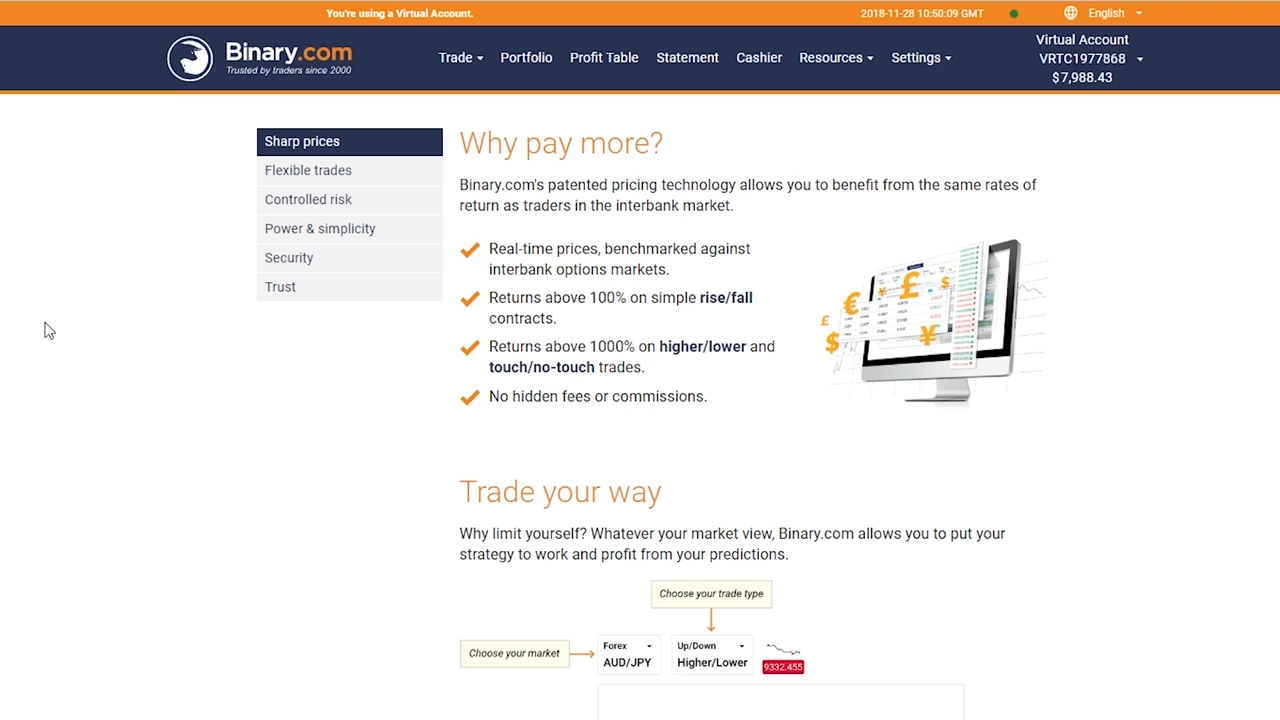 You're using a Virtual Account.
2018-11-28 10:50:09 GMT
English
Binary.com
Trusted by traders since 2000
Trade
Portfolio
Profit Table
Statement
Cashier
Resources
Settings
Virtual Account
VRTC1977868
$7,988.43
Sharp prices
Flexible trades
Controlled risk
Power & simplicity
Security
Trust
Why pay more?
Binary.com's patented pricing technology allows you to benefit from the same rates of
return as traders in the interbank market.
Real-time prices, benchmarked against
interbank options markets.
Returns above 100% on simple rise/fall
contracts.
Returns above 1000% on higher/lower and
touch/no-touch trades.
No hidden fees or commissions.
Trade your way
Why limit yourself? Whatever your market view, Binary.com allows you to put your
strategy to work and profit from your predictions.
Choose your trade type
Choose your market
Forex
AUD/JPY
Up/Down
Higher/Lower
9332.455